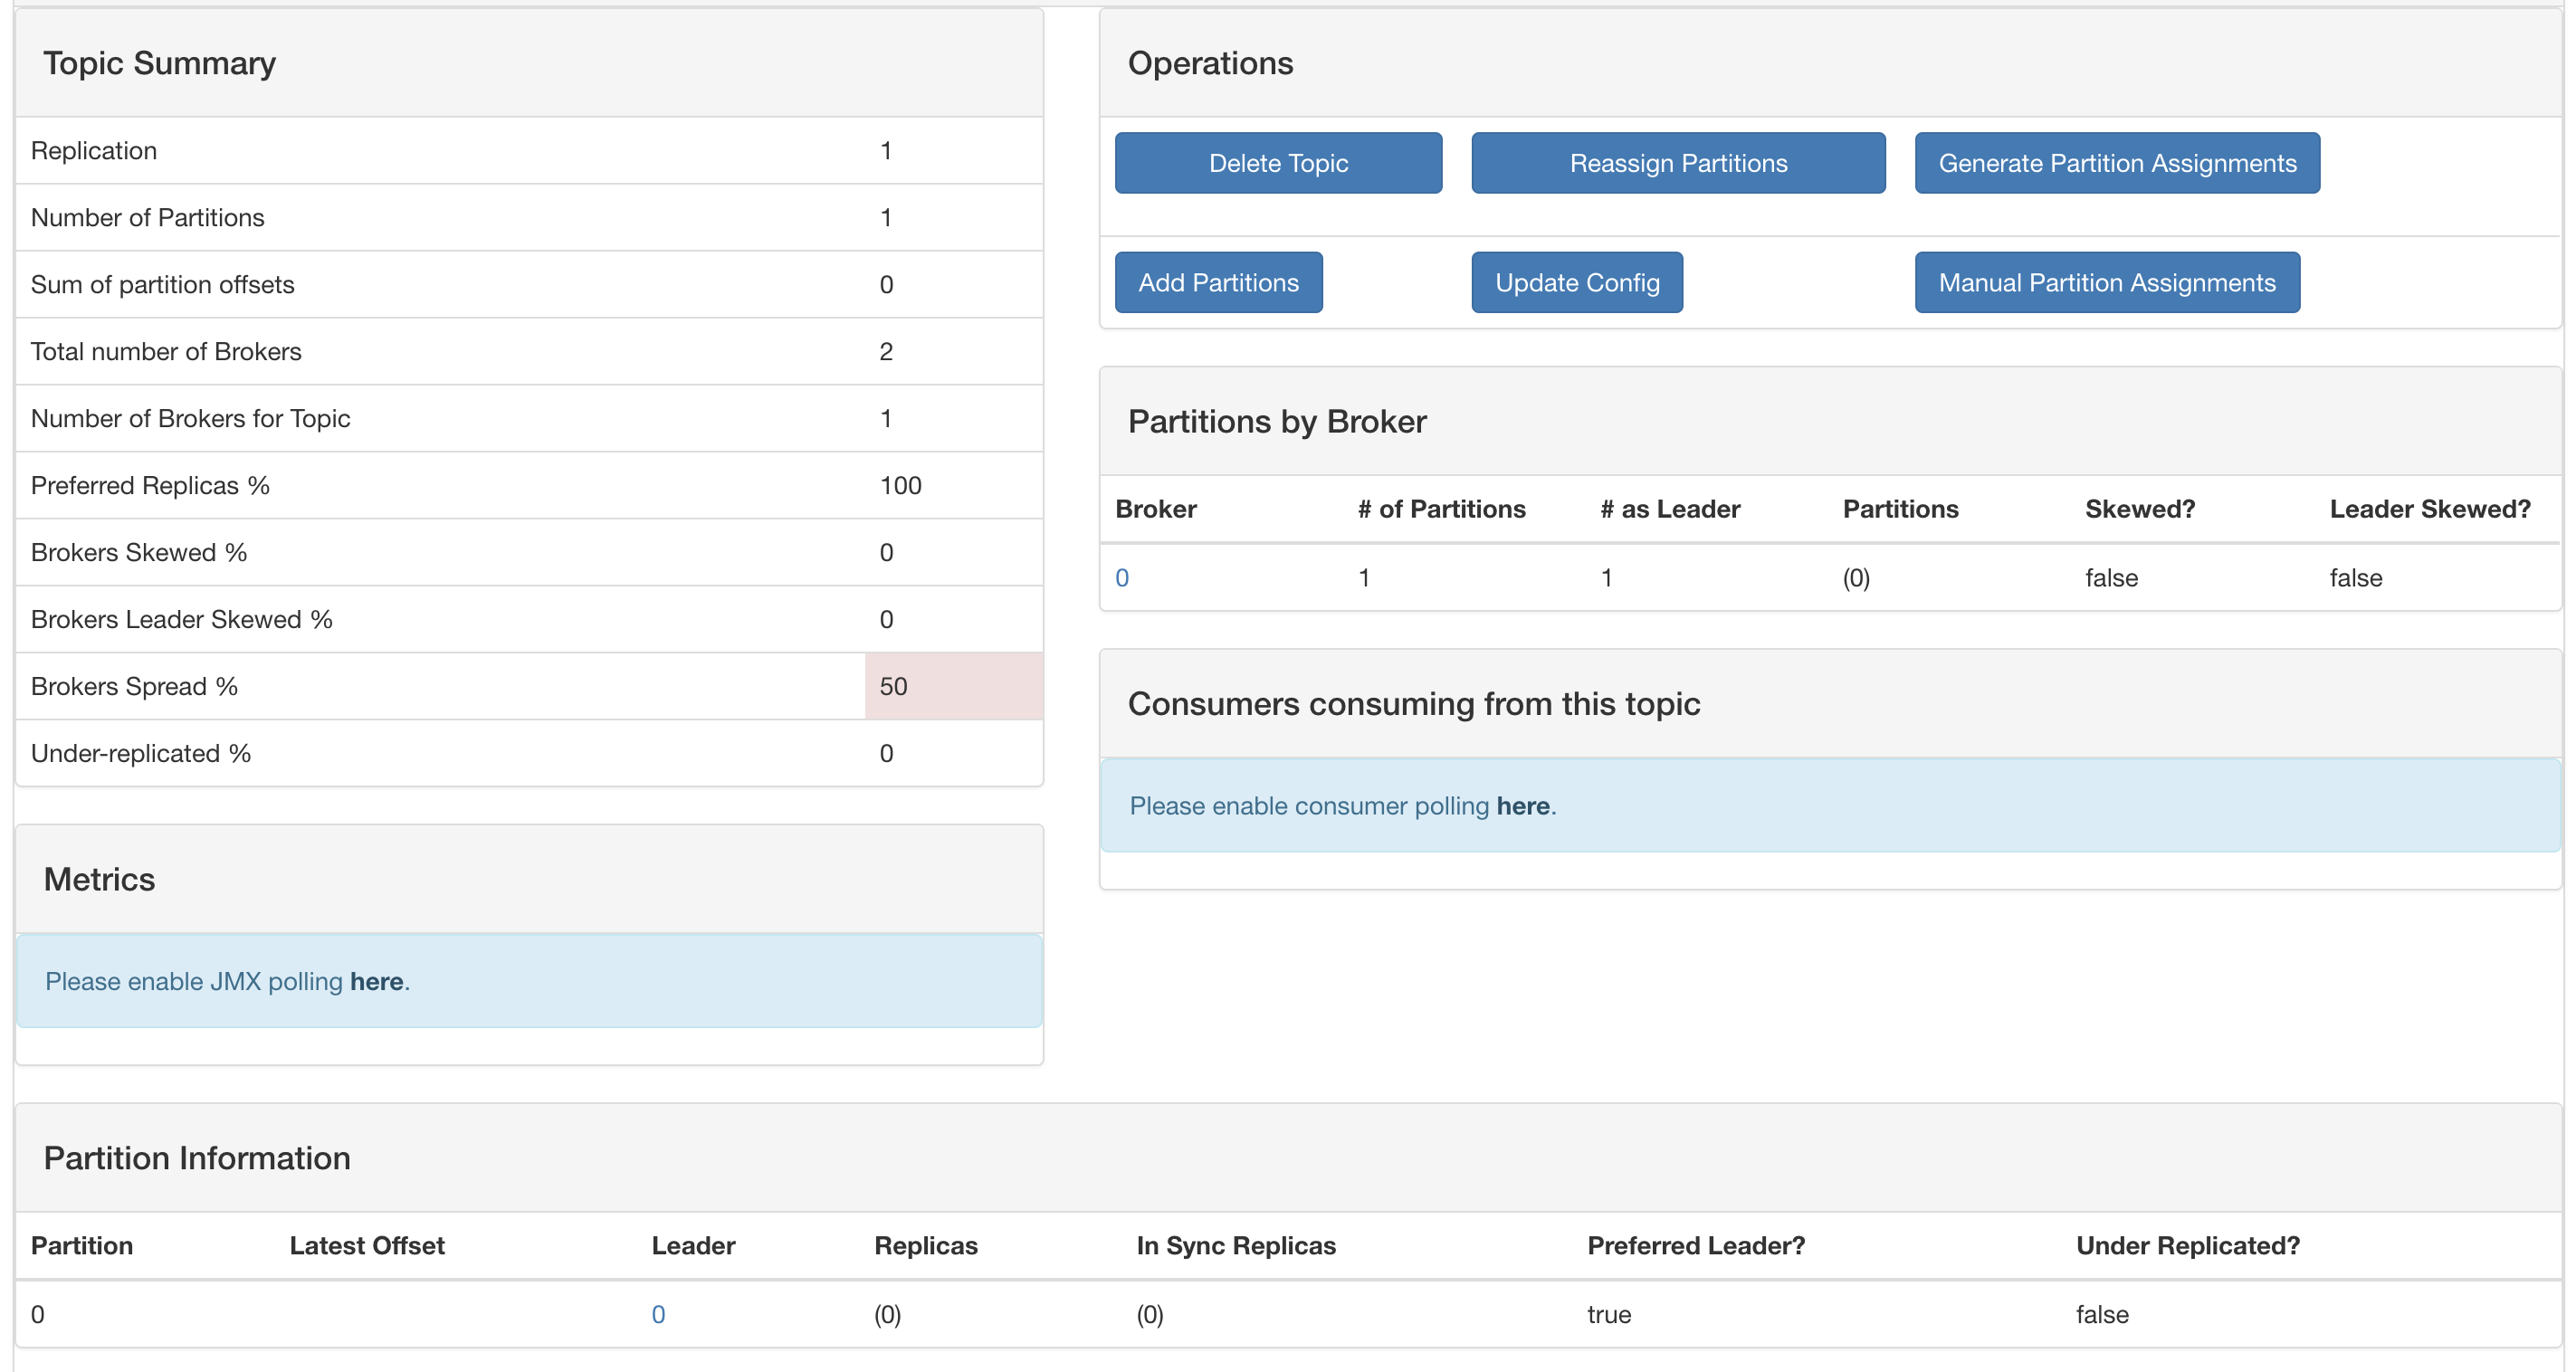 Topic Summary
Replication 1
Number of Partitions 1
Sum of partition offsets 0
Total number of Brokers 2
Number of Brokers for Topic 1
Preferred Replicas % 100
Brokers Skewed % 0
Brokers Leader Skewed % 0
Brokers Spread % 50
Under-replicated % 0
Metrics
Please enable JMX polling here.
Operations
Delete Topic Reassign Partitions Generate Partition Assignments
Add Partitions Update Config Manual Partition Assignments
Partitions by Broker
Broker # of Partitions # as Leader Partitions Skewed? Leader Skewed?
0 1 1 (0) false false
Consumers consuming from this topic
Please enable consumer polling here.
Partition Information
Partition Latest Offset Leader Replicas In Sync Replicas Preferred Leader? Under Replicated?
0 0 (0) (0) true false